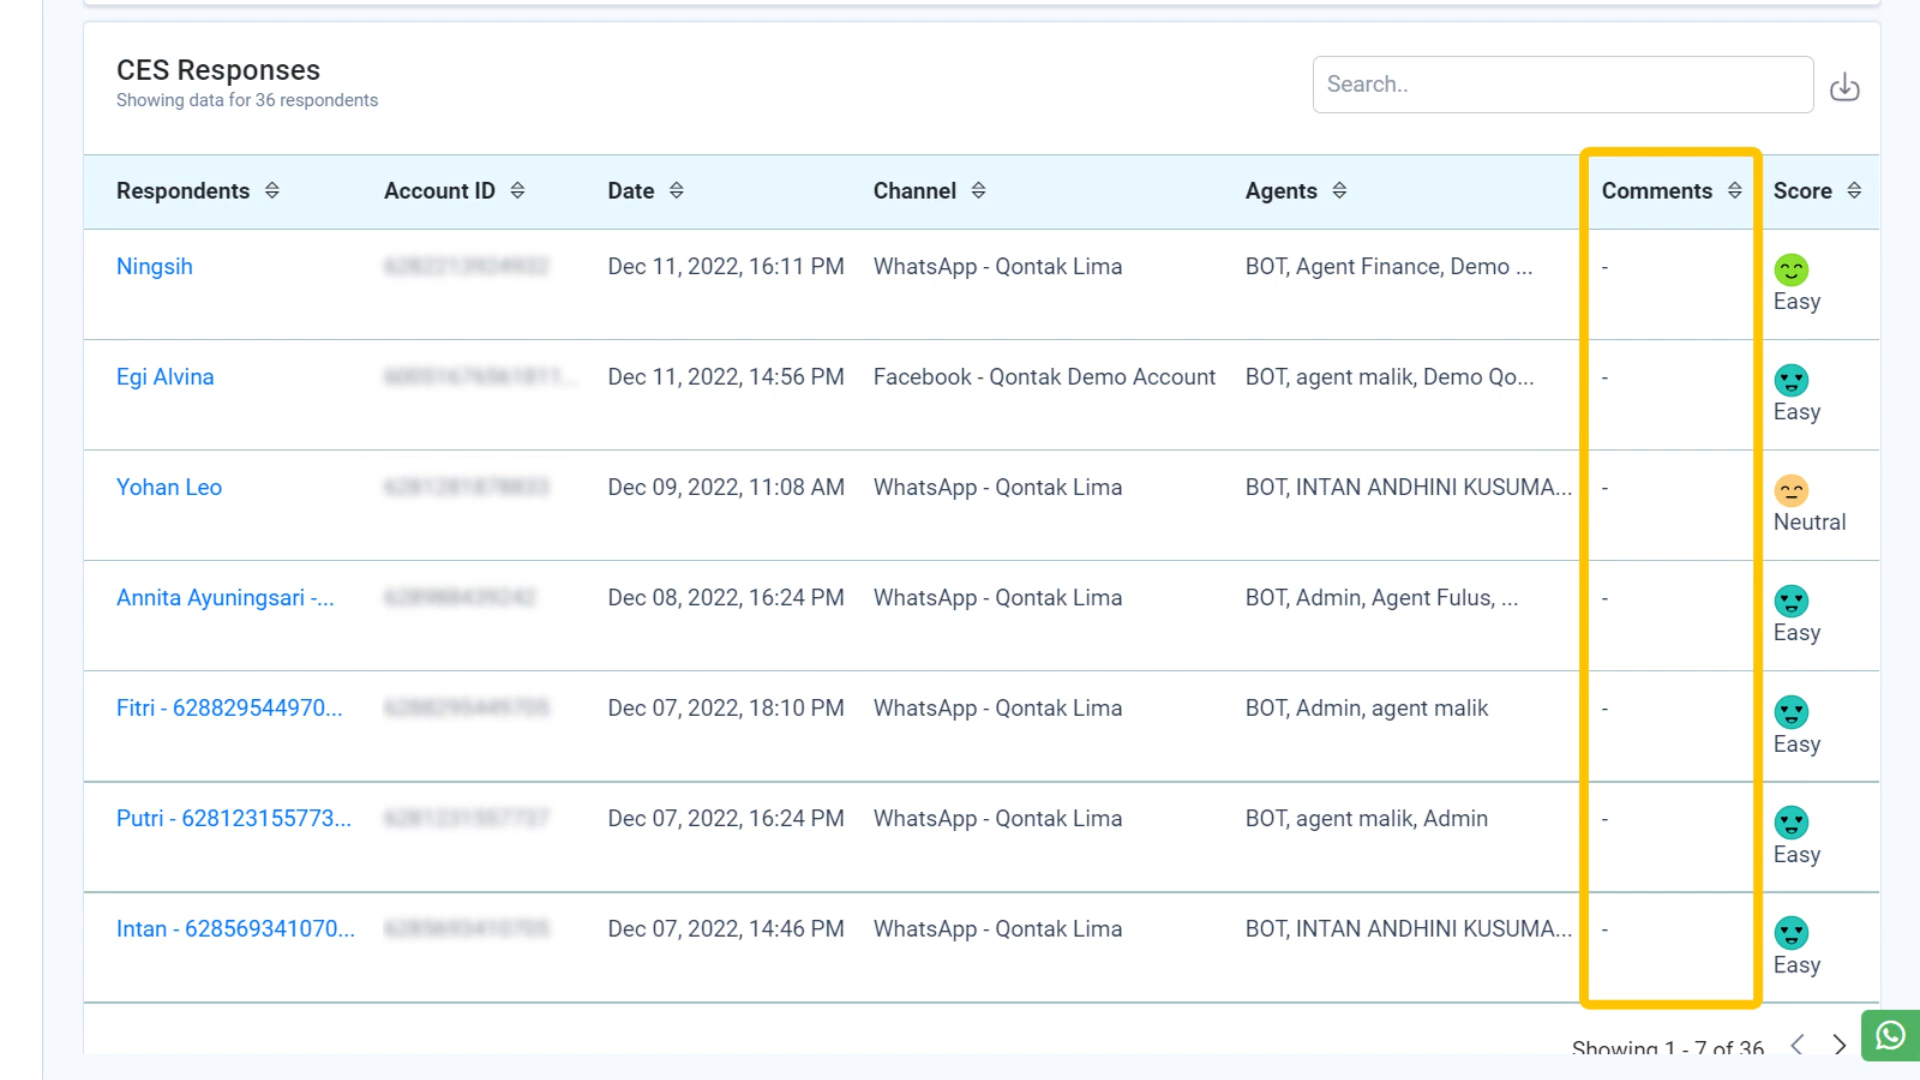 CES Responses
Showing data for 36 respondents
Search..
Respondents Account ID Date Channel Agents Comments Score
Ningsih Dec 11, 2022, 16:11 PM WhatsApp - Qontak Lima BOT, Agent Finance, Demo ... -
Easy
Egi Alvina Dec 11, 2022, 14:56 PM Facebook - Qontak Demo Account BOT, agent malik, Demo Qo... -
Easy
Yohan Leo Dec 09, 2022, 11:08 AM WhatsApp - Qontak Lima BOT, INTAN ANDHINI KUSUMA... -
Neutral
Annita Ayuningsari -... Dec 08, 2022, 16:24 PM WhatsApp - Qontak Lima BOT, Admin, Agent Fulus, ... -
Easy
Fitri - 628829544970... Dec 07, 2022, 18:10 PM WhatsApp - Qontak Lima BOT, Admin, agent malik -
Easy
Putri - 628123155773... Dec 07, 2022, 16:24 PM WhatsApp - Qontak Lima BOT, agent malik, Admin -
Easy
Intan - 628569341070... Dec 07, 2022, 14:46 PM WhatsApp - Qontak Lima BOT, INTAN ANDHINI KUSUMA... -
Easy
Showing 1 - 7 of 36